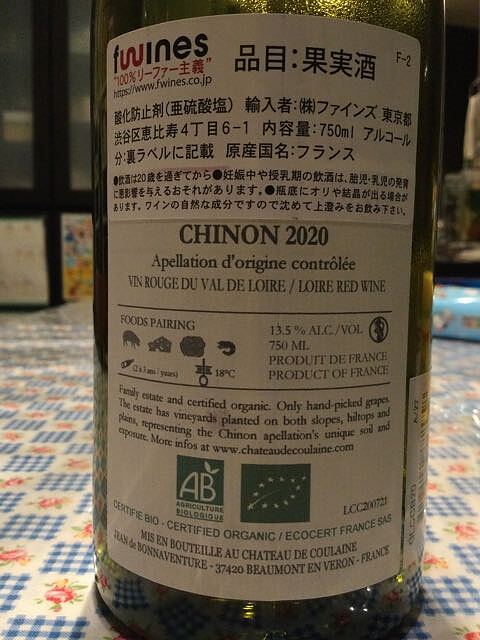 fwines
"100%リーファー主義"
https://www.fwines.co.jp
品目:果実酒
F-2
酸化防止剤(亜硫酸塩) 輸入者:㈱ファインズ 東京都
渋谷区恵比寿4丁目6-1 内容量:750ml アルコール
分:裏ラベルに記載 原産国名:フランス
●飲酒は20歳を過ぎてから●妊娠中や授乳期の飲酒は、胎児・乳児の発育
に悪影響を与えるおそれがあります。●瓶底にオリや結晶が出る場合が
あります。ワインの自然な成分ですので沈めて上澄みをお飲み下さい。
CHINON 2020
Apellation d'origine contrôlée
VIN ROUGE DU VAL DE LOIRE / LOIRE RED WINE
FOODS PAIRING
(2 à 3 ans / years)
18°C
13.5 % ALC./VOL
750 ML
PRODUIT DE FRANCE
PRODUCT OF FRANCE
Family estate and certified organic. Only hand-picked grapes.
The estate has vineyards planted on both slopes, hiltops and
plains, representing the Chinon apellation's unique soil and
exposure. More infos at www.chateaudecoulaine.com
AB
AGRICULTURE
BIOLOGIQUE
LCC200721
CERTIFIE BIO - CERTIFIED ORGANIC / ECOCERT FRANCE SAS
MIS EN BOUTEILLE AU CHATEAU DE COULAINE
JEAN de BONNAVENTURE - 37420 BEAUMONT EN VERON - FRANCE